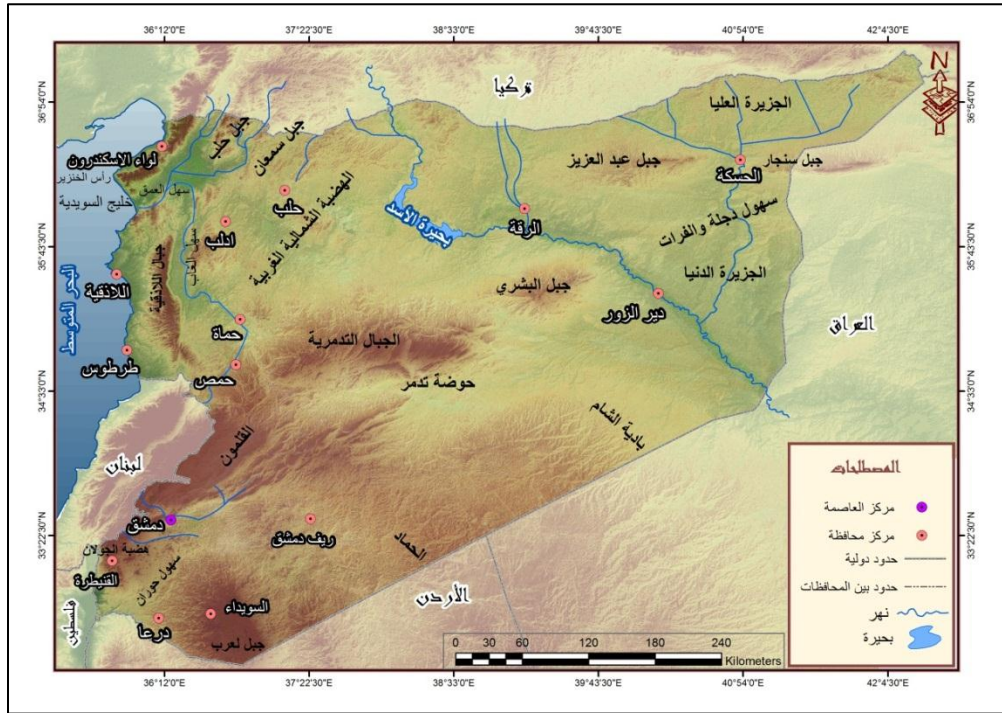 36°12'0"E 37°22'30"E 38°33'0"E 39°43'30"E 40°54'0"E 42°4'30"E
36°54'0"N
35°43'30"N
34°33'0"N
33°22'30"N
N
تركيا
الجزيرة العليا
جبل حلب
جبل سمعان
لواء الاسكندرون
راس الخنزير
خليج السويدية
سهل العمق
جبل عبد العزيز
جبل سنجار
الحسكة
حلب
الهضبة الشمالية الغربية
بحيرة الأسد
الرقة
سهول دجلة والفرات
ادلب
سهل الغاب
جبال اللاذقية
اللاذقية
البحر المتوسط
الجزيرة الدنيا
جبل البشري
دير الزور
العراق
حماة
الجبال التدمرية
طرطوس
حمص
حوضة تدمر
بادية الشام
القلمون
لبنان
دمشق
ريف دمشق
الحماد
هضبة الجولان
القنيطرة
سهول حوران
فلسطين
درعا
السويداء
جبل لعرب
الأردن
المصطلحات
مركز العاصمة
مركز محافظة
حدود دولية
حدود بين المحافظات
نهر
بحيرة
0 15 30 60 120 180 240
Kilometers
36°54'0"N
35°43'30"N
34°33'0"N
33°22'30"N
36°12'0"E 37°22'30"E 38°33'0"E 39°43'30"E 40°54'0"E 42°4'30"E